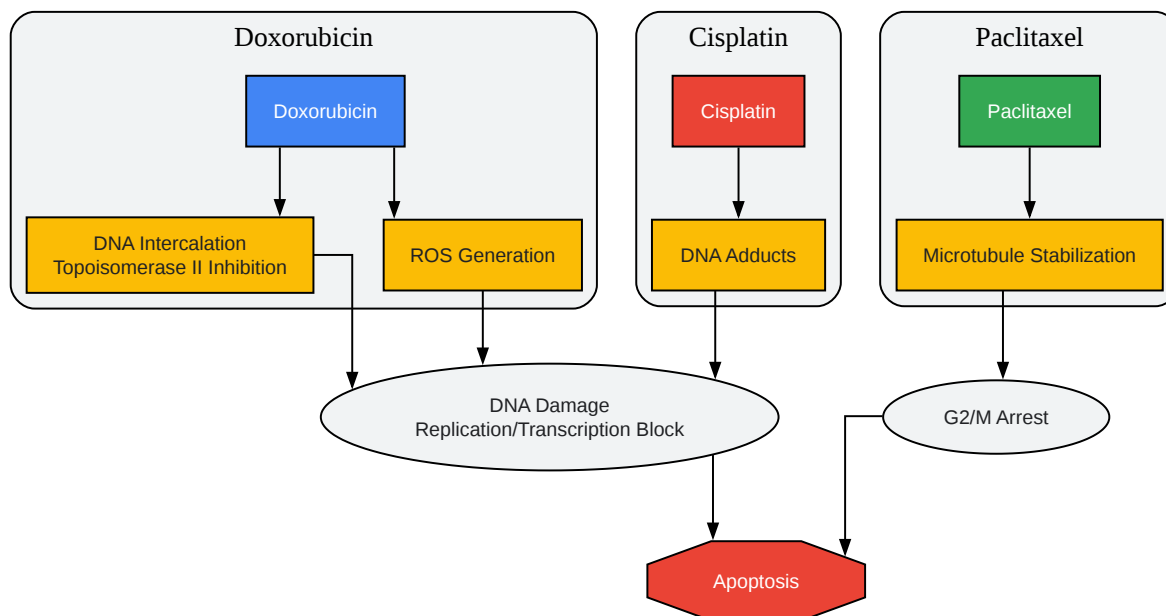 Doxorubicin
Cisplatin
Paclitaxel
Doxorubicin
Cisplatin
Paclitaxel
DNA Intercalation
Topoisomerase II Inhibition
ROS Generation
DNA Adducts
Microtubule Stabilization
DNA Damage
Replication/Transcription Block
G2/M Arrest
Apoptosis